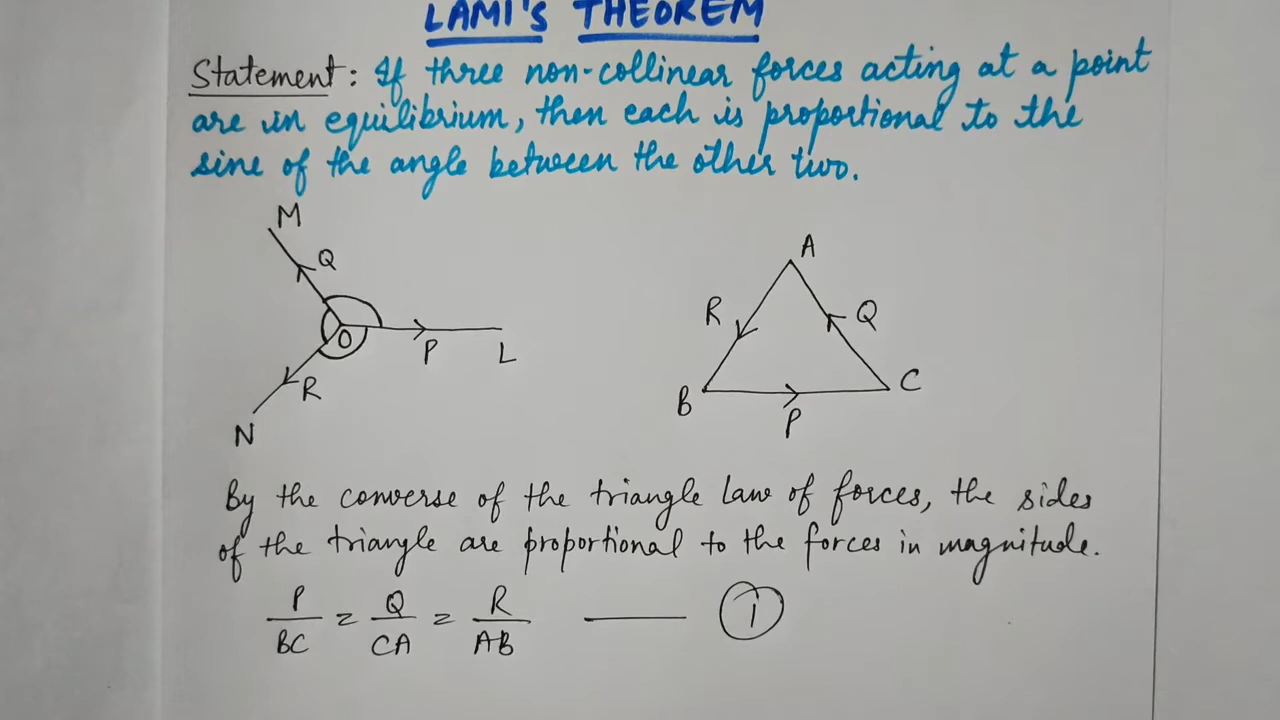 LAMI'S THEOREM
Statement: If three non-collinear forces acting at a point
are in equilibrium, then each is proportional to the
sine of the angle between the other two.
M
Q
O
P
L
R
N
A
R
Q
B
P
C
By the converse of the triangle law of forces, the sides
of the triangle are proportional to the forces in magnitude.
P/BC = Q/CA = R/AB —— 1